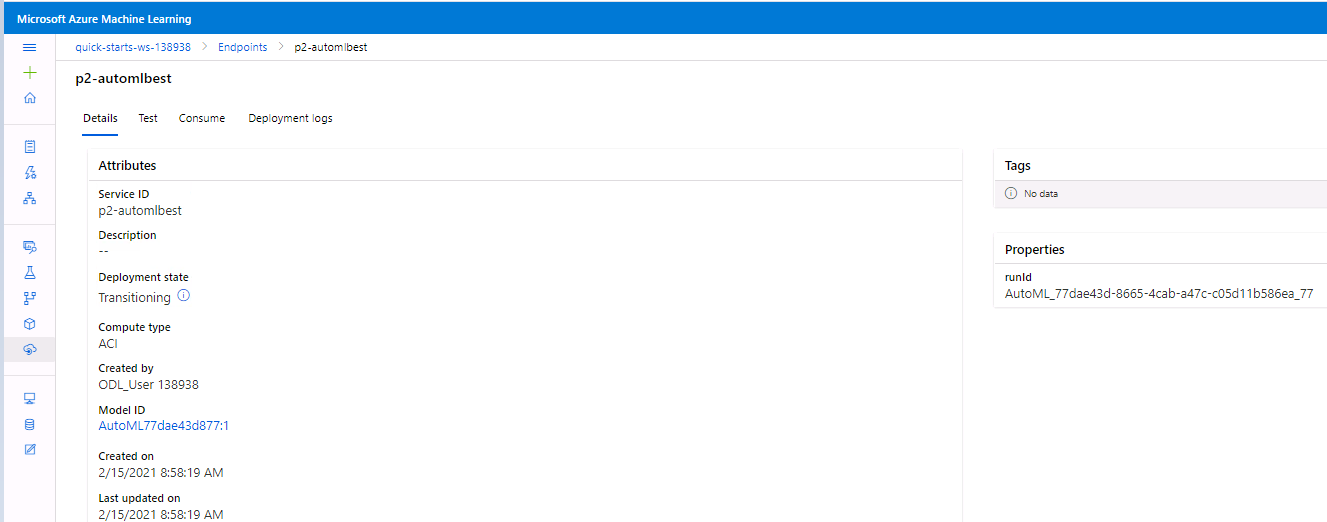 Microsoft Azure Machine Learning
quick-starts-ws-138938 > Endpoints > p2-automlbest
p2-automlbest
Details Test Consume Deployment logs
Attributes
Service ID
p2-automlbest
Description
--
Deployment state
Transitioning
Compute type
ACI
Created by
ODL_User 138938
Model ID
AutoML77dae43d877:1
Created on
2/15/2021 8:58:19 AM
Last updated on
2/15/2021 8:58:19 AM
Tags
No data
Properties
runId
AutoML_77dae43d-8665-4cab-a47c-c05d11b586ea_77